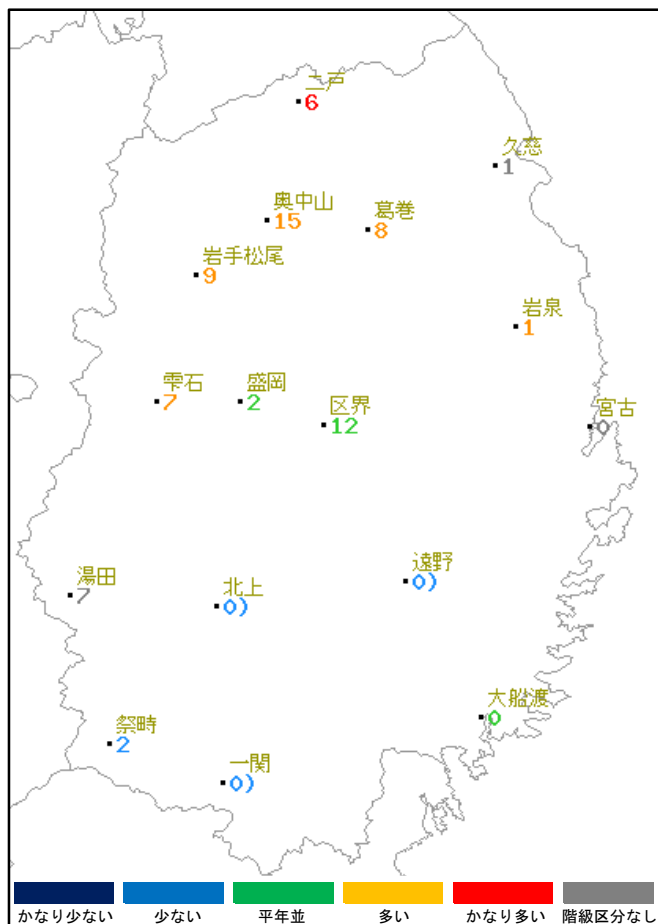 二戸
6
久慈
1
奥中山
15
葛巻
8
岩手松尾
9
岩泉
1
雫石
7
盛岡
2
区界
12
宮古
0
湯田
7
北上
0)
遠野
0)
大船渡
0
祭畤
2
一関
0)
かなり少ない
少ない
平年並
多い
かなり多い
階級区分なし